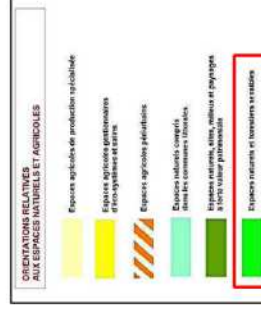 ORIENTATIONS RELATIVES
AUX ESPACES NATURELS ET AGRICOLES
Espaces agricoles de production spécialisée
Espaces agricoles gestionnaires
d'éco-systèmes et salins
Espaces agricoles périurbains
Espaces naturels compris
dans les communes littorales
Espaces naturels, sites, milieux et paysages
à forte valeur patrimoniale
Espaces naturels et forestiers sensibles